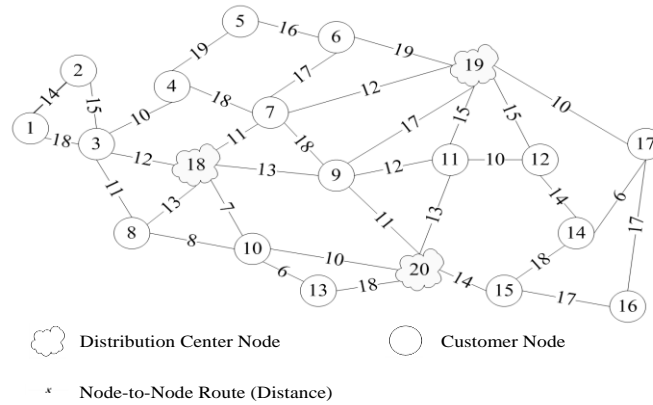 5 16 6
19 19
2 4 17 19
14 15 10 18 7 12 15 15 10
1 18 3 11 18 17 17
12 18 13 9 12 11 10 12
11 13 7 11 13 14 6 17
8 8 10 10 14
6 13 18 20 14 15 18
17 16
Distribution Center Node
Customer Node
x Node-to-Node Route (Distance)